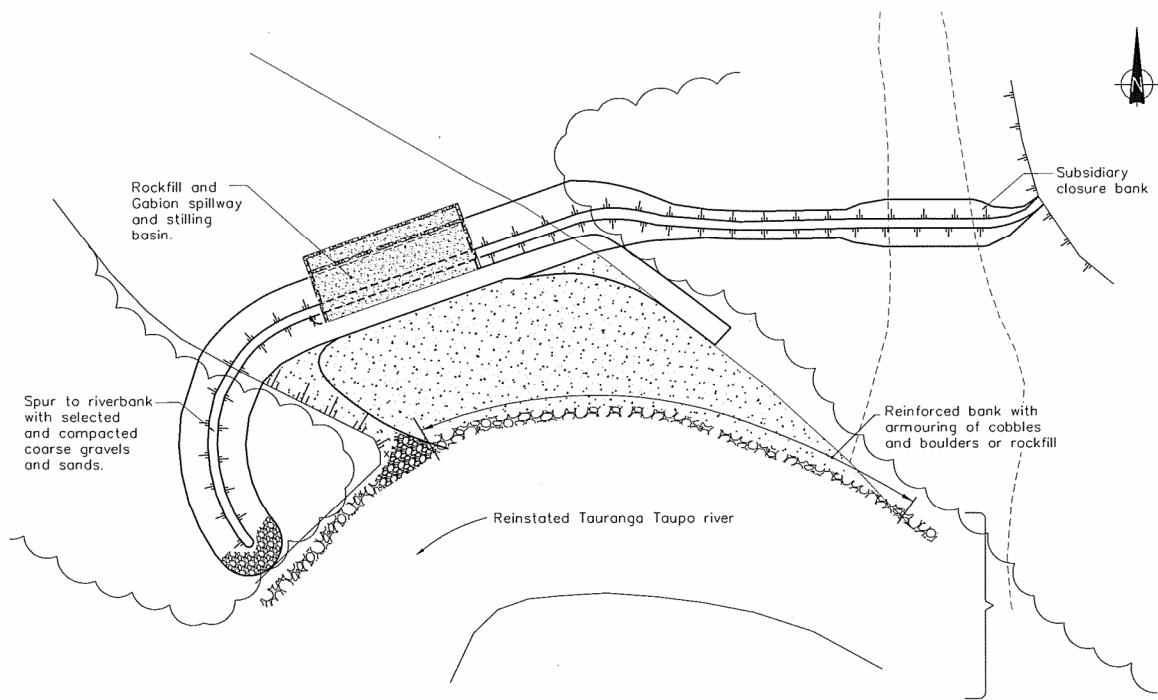 N
Subsidiary
closure bank
Rockfill and
Gabion spillway
and stilling
basin.
Spur to riverbank
with selected
and compacted
coarse gravels
and sands.
Reinforced bank with
armouring of cobbles
and boulders or rockfill
Reinstated Tauranga Taupo river